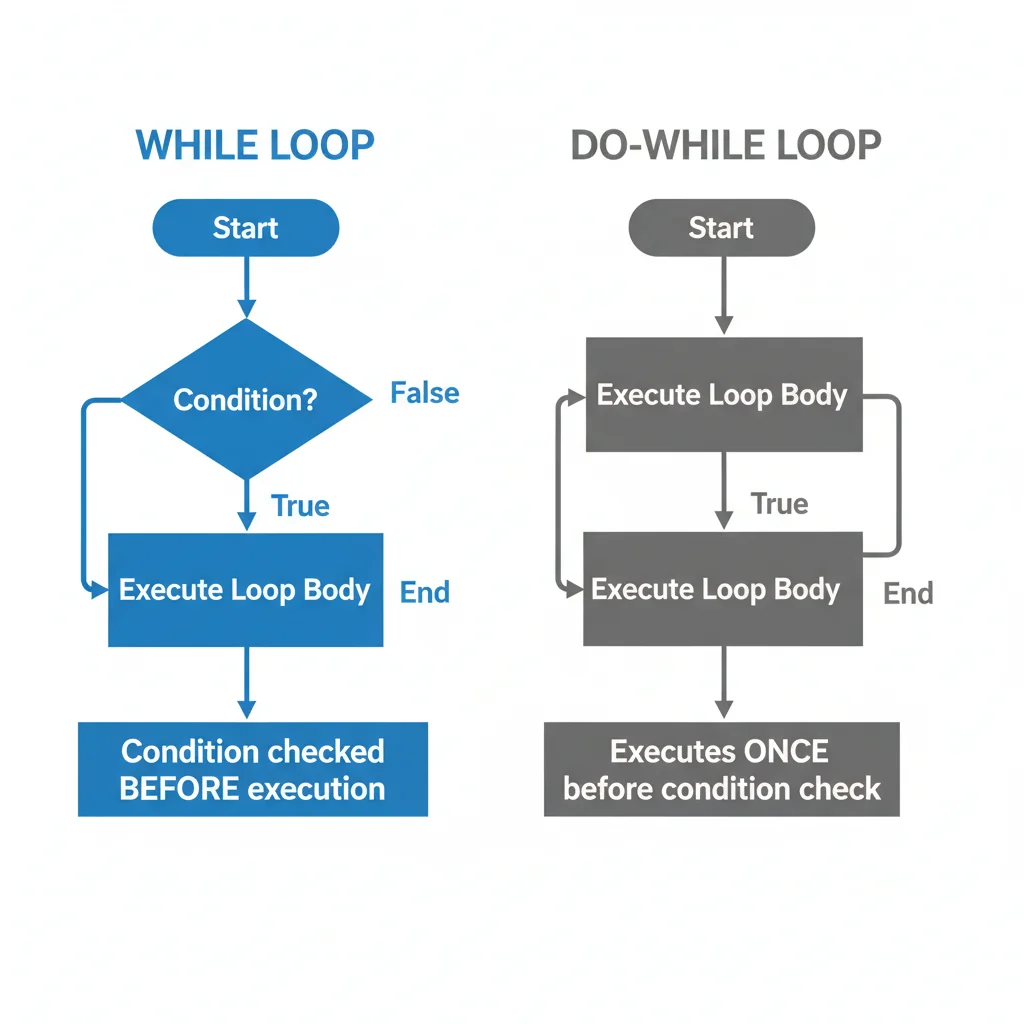 WHILE LOOP
Start
Condition?
False
True
Execute Loop Body
End
Condition checked
BEFORE execution
DO-WHILE LOOP
Start
Execute Loop Body
True
Execute Loop Body
End
Executes ONCE
before condition check